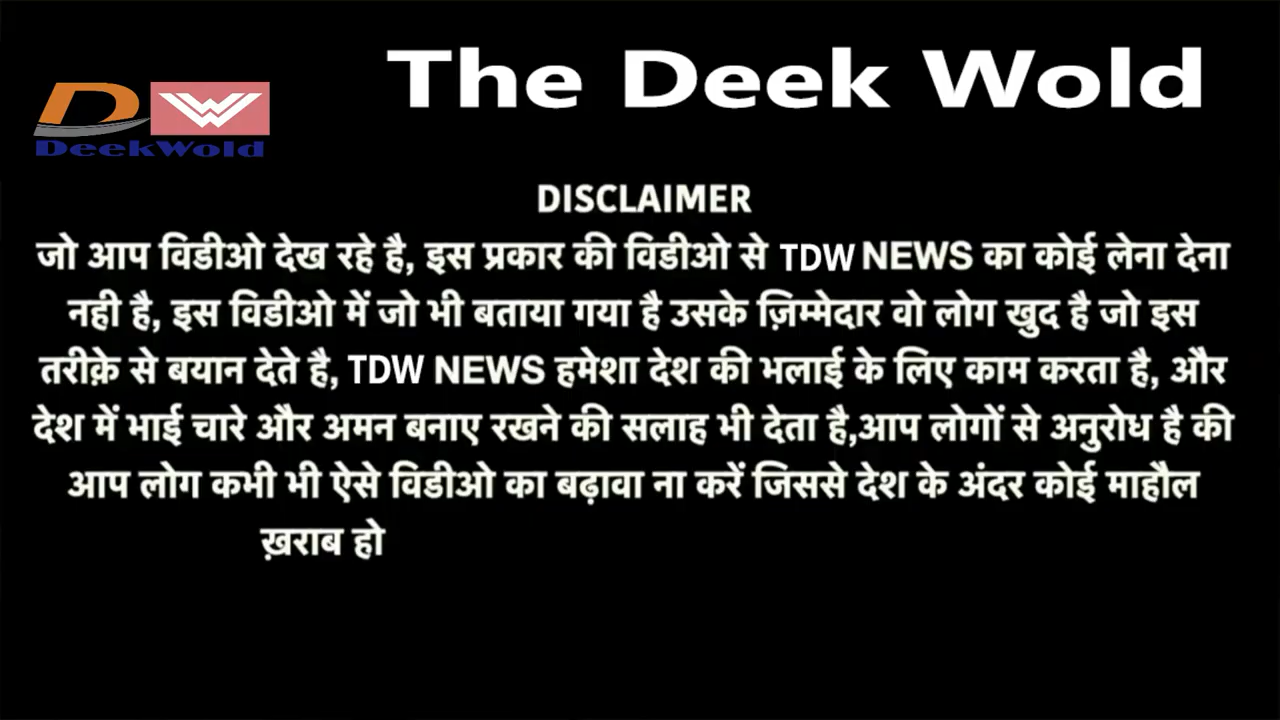 The Deek Wold
DeekWold
DISCLAIMER
जो आप विडीओ देख रहे है, इस प्रकार की विडीओ से TDW NEWS का कोई लेना देना
नही है, इस विडीओ में जो भी बताया गया है उसके ज़िम्मेदार वो लोग खुद है जो इस
तरीक़े से बयान देते है, TDW NEWS हमेशा देश की भलाई के लिए काम करता है, और
देश में भाई चारे और अमन बनाए रखने की सलाह भी देता है,आप लोगों से अनुरोध है की
आप लोग कभी भी ऐसे विडीओ का बढ़ावा ना करें जिससे देश के अंदर कोई माहौल
ख़राब हो